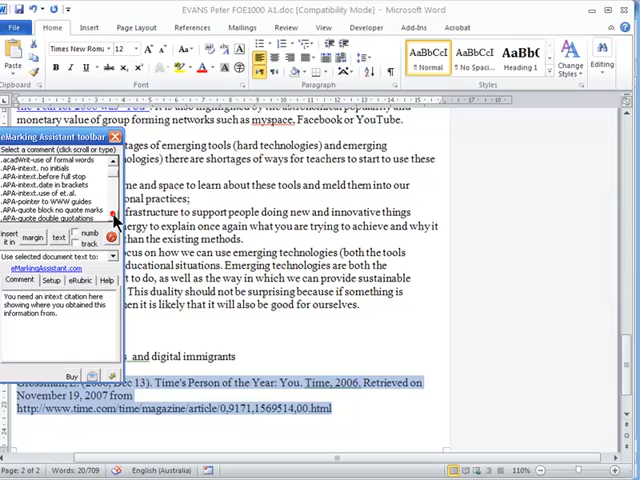 EVANS Peter FOE1000 A1.doc [Compatibility Mode] - Microsoft Word
File Home Insert Page Layout References Mailings Review View Developer Add-Ins Acrobat
Times New Roman 12
Paste
B I U abc
AaBbCcI AaBbCcI AaBbC
¶ Normal ¶ No Spaci... Heading 1
Change Styles
Editing
Clipboard Font Paragraph Styles
the Year for 2006 was "You"
monetary value of group forming networks such as myspace, Facebook or YouTube.
tages of emerging tools (hard technologies) and emerging
ologies) there are shortages of ways for teachers to start to use these
me and space to learn about these tools and meld them into our
onal practices;
frastructure to support people doing new and innovative things
ergy to explain once again what you are trying to achieve and why it
than the existing methods.
ocus on how we can use emerging technologies (both the tools
ducational situations. Emerging technologies are both the
t to do, as well as the way in which we can provide sustainable
This duality should not be surprising because if something is
hen it is likely that it will also be good for ourselves.
s and digital immigrants
Grossman, L. (2006, Dec 13). Time's Person of the Year: You. Time, 2006. Retrieved on
November 19, 2007 from
http://www.time.com/time/magazine/article/0,9171,1569514,00.html
eMarking Assistant toolbar
Select a comment (click scroll or type)
.acadWrit-use of formal words
.APA-intext. no initials
.APA-intext.before full stop
.APA-intext.date in brackets
.APA-intext.use of et.al.
.APA-pointer to WWW guides
.APA-quote block no quote marks
.APA-quote double quotations
insert it in margin text numb track
Use selected document text to:
eMarkingAssistant.com
Comment Setup eRubric Help
You need an intext citation here
showing where you obtained this
information from.
Buy
Page: 2 of 2 Words: 20/709 English (Australia) 110%